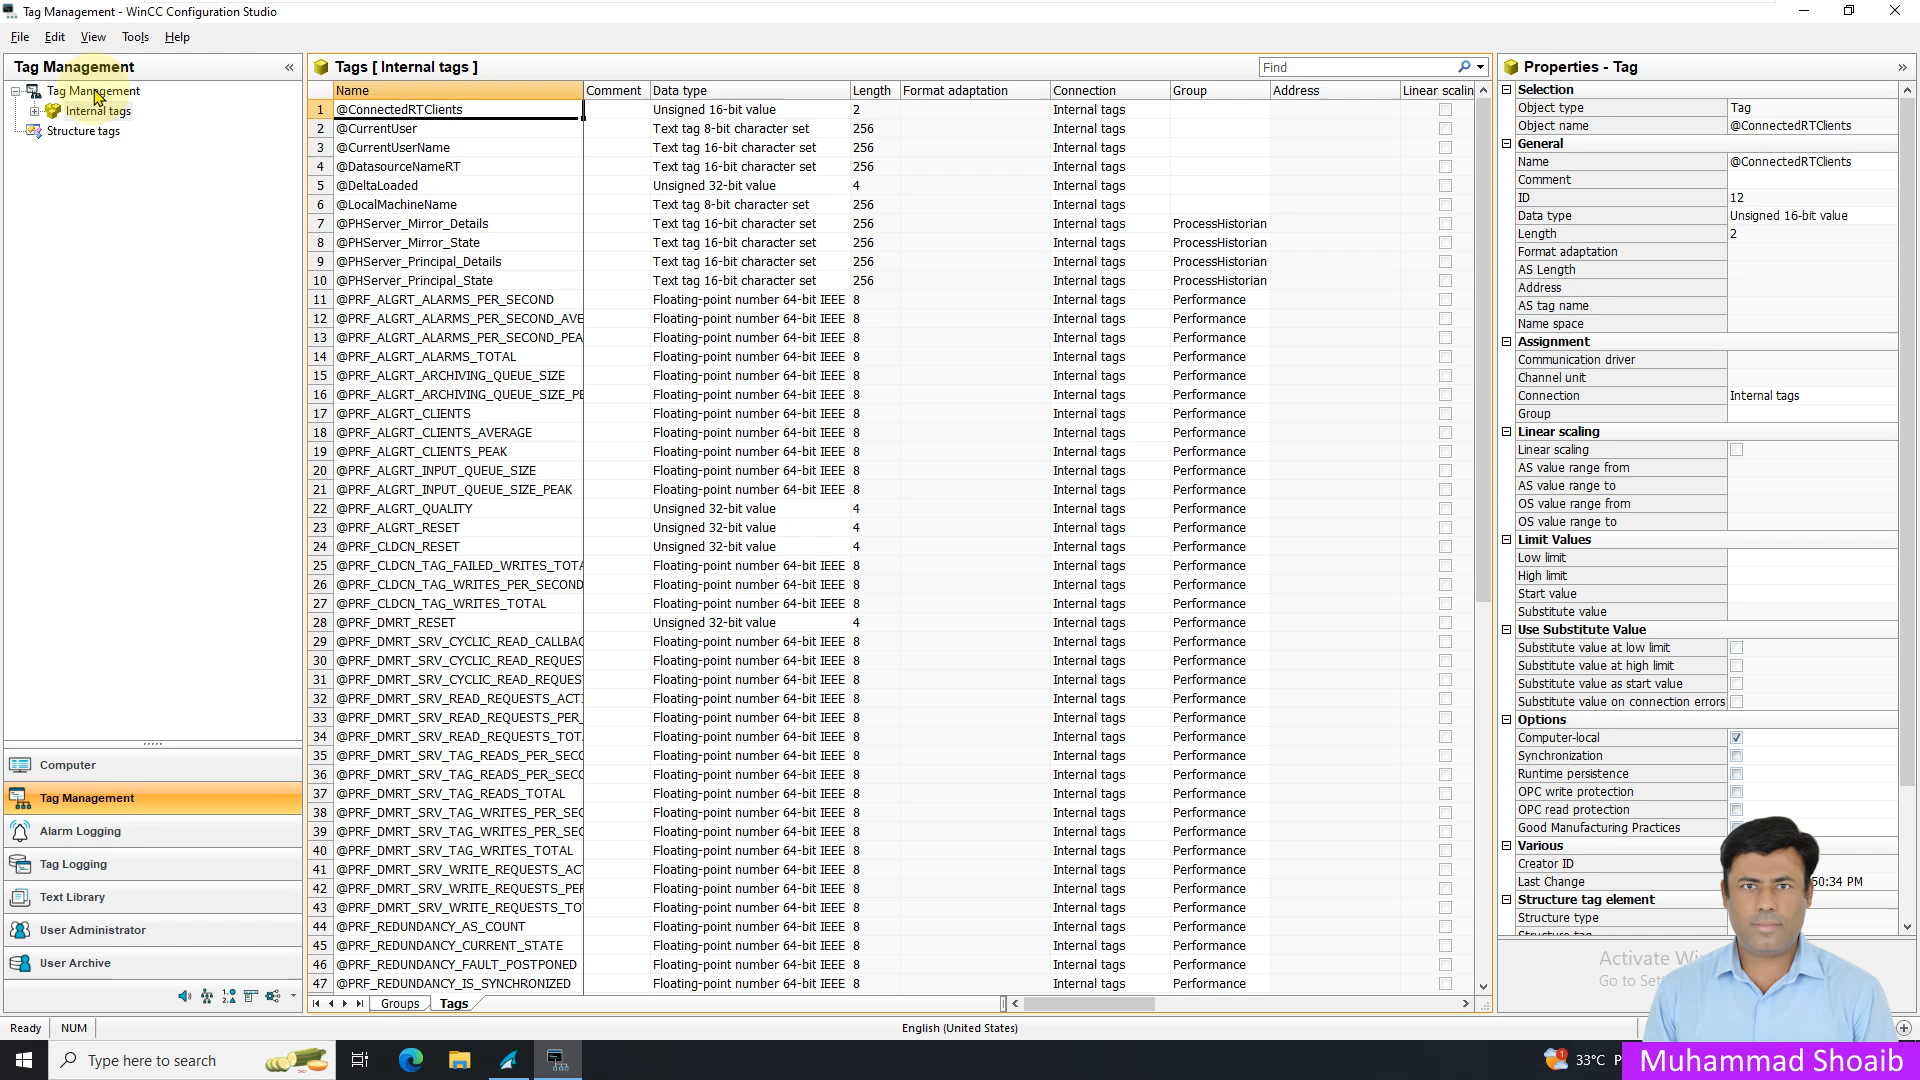 Tag Management - WinCC Configuration Studio
File Edit View Tools Help
Tag Management «
Tag Management
Internal tags
Structure tags
Computer
Tag Management
Alarm Logging
Tag Logging
Text Library
User Administrator
User Archive
Tags [ Internal tags ] Find
Name Comment Data type Length Format adaptation Connection Group Address Linear scalin
1 @ConnectedRTClients Unsigned 16-bit value 2 Internal tags
2 @CurrentUser Text tag 8-bit character set 256 Internal tags
3 @CurrentUserName Text tag 16-bit character set 256 Internal tags
4 @DatasourceNameRT Text tag 16-bit character set 256 Internal tags
5 @DeltaLoaded Unsigned 32-bit value 4 Internal tags
6 @LocalMachineName Text tag 8-bit character set 256 Internal tags
7 @PHServer_Mirror_Details Text tag 16-bit character set 256 Internal tags ProcessHistorian
8 @PHServer_Mirror_State Text tag 16-bit character set 256 Internal tags ProcessHistorian
9 @PHServer_Principal_Details Text tag 16-bit character set 256 Internal tags ProcessHistorian
10 @PHServer_Principal_State Text tag 16-bit character set 256 Internal tags ProcessHistorian
11 @PRF_ALGRT_ALARMS_PER_SECOND Floating-point number 64-bit IEEE 8 Internal tags Performance
12 @PRF_ALGRT_ALARMS_PER_SECOND_AVE Floating-point number 64-bit IEEE 8 Internal tags Performance
13 @PRF_ALGRT_ALARMS_PER_SECOND_PEA Floating-point number 64-bit IEEE 8 Internal tags Performance
14 @PRF_ALGRT_ALARMS_TOTAL Floating-point number 64-bit IEEE 8 Internal tags Performance
15 @PRF_ALGRT_ARCHIVING_QUEUE_SIZE Floating-point number 64-bit IEEE 8 Internal tags Performance
16 @PRF_ALGRT_ARCHIVING_QUEUE_SIZE_PE Floating-point number 64-bit IEEE 8 Internal tags Performance
17 @PRF_ALGRT_CLIENTS Floating-point number 64-bit IEEE 8 Internal tags Performance
18 @PRF_ALGRT_CLIENTS_AVERAGE Floating-point number 64-bit IEEE 8 Internal tags Performance
19 @PRF_ALGRT_CLIENTS_PEAK Floating-point number 64-bit IEEE 8 Internal tags Performance
20 @PRF_ALGRT_INPUT_QUEUE_SIZE Floating-point number 64-bit IEEE 8 Internal tags Performance
21 @PRF_ALGRT_INPUT_QUEUE_SIZE_PEAK Floating-point number 64-bit IEEE 8 Internal tags Performance
22 @PRF_ALGRT_QUALITY Unsigned 32-bit value 4 Internal tags Performance
23 @PRF_ALGRT_RESET Unsigned 32-bit value 4 Internal tags Performance
24 @PRF_CLDCN_RESET Unsigned 32-bit value 4 Internal tags Performance
25 @PRF_CLDCN_TAG_FAILED_WRITES_TOTA Floating-point number 64-bit IEEE 8 Internal tags Performance
26 @PRF_CLDCN_TAG_WRITES_PER_SECOND Floating-point number 64-bit IEEE 8 Internal tags Performance
27 @PRF_CLDCN_TAG_WRITES_TOTAL Floating-point number 64-bit IEEE 8 Internal tags Performance
28 @PRF_DMRT_RESET Unsigned 32-bit value 4 Internal tags Performance
29 @PRF_DMRT_SRV_CYCLIC_READ_CALLBAC Floating-point number 64-bit IEEE 8 Internal tags Performance
30 @PRF_DMRT_SRV_CYCLIC_READ_REQUES Floating-point number 64-bit IEEE 8 Internal tags Performance
31 @PRF_DMRT_SRV_CYCLIC_READ_REQUES Floating-point number 64-bit IEEE 8 Internal tags Performance
32 @PRF_DMRT_SRV_READ_REQUESTS_ACTI Floating-point number 64-bit IEEE 8 Internal tags Performance
33 @PRF_DMRT_SRV_READ_REQUESTS_PER_ Floating-point number 64-bit IEEE 8 Internal tags Performance
34 @PRF_DMRT_SRV_READ_REQUESTS_TOT. Floating-point number 64-bit IEEE 8 Internal tags Performance
35 @PRF_DMRT_SRV_TAG_READS_PER_SECO Floating-point number 64-bit IEEE 8 Internal tags Performance
36 @PRF_DMRT_SRV_TAG_READS_PER_SECO Floating-point number 64-bit IEEE 8 Internal tags Performance
37 @PRF_DMRT_SRV_TAG_READS_TOTAL Floating-point number 64-bit IEEE 8 Internal tags Performance
38 @PRF_DMRT_SRV_TAG_WRITES_PER_SEC Floating-point number 64-bit IEEE 8 Internal tags Performance
39 @PRF_DMRT_SRV_TAG_WRITES_PER_SEC Floating-point number 64-bit IEEE 8 Internal tags Performance
40 @PRF_DMRT_SRV_TAG_WRITES_TOTAL Floating-point number 64-bit IEEE 8 Internal tags Performance
41 @PRF_DMRT_SRV_WRITE_REQUESTS_AC Floating-point number 64-bit IEEE 8 Internal tags Performance
42 @PRF_DMRT_SRV_WRITE_REQUESTS_PER Floating-point number 64-bit IEEE 8 Internal tags Performance
43 @PRF_DMRT_SRV_WRITE_REQUESTS_TO Floating-point number 64-bit IEEE 8 Internal tags Performance
44 @PRF_REDUNDANCY_AS_COUNT Floating-point number 64-bit IEEE 8 Internal tags Performance
45 @PRF_REDUNDANCY_CURRENT_STATE Floating-point number 64-bit IEEE 8 Internal tags Performance
46 @PRF_REDUNDANCY_FAULT_POSTPONED Floating-point number 64-bit IEEE 8 Internal tags Performance
47 @PRF_REDUNDANCY_IS_SYNCHRONIZED Floating-point number 64-bit IEEE 8 Internal tags Performance
Groups Tags
Properties - Tag »
Selection
Object type Tag
Object name @ConnectedRTClients
General
Name @ConnectedRTClients
Comment
ID 12
Data type Unsigned 16-bit value
Length 2
Format adaptation
AS Length
Address
AS tag name
Name space
Assignment
Communication driver
Channel unit
Connection Internal tags
Group
Linear scaling
Linear scaling
AS value range from
AS value range to
OS value range from
OS value range to
Limit Values
Low limit
High limit
Start value
Substitute value
Use Substitute Value
Substitute value at low limit
Substitute value at high limit
Substitute value as start value
Substitute value on connection errors
Options
Computer-local
Synchronization
Runtime persistence
OPC write protection
OPC read protection
Good Manufacturing Practices
Various
Creator ID
Last Change 50:34 PM
Structure tag element
Structure type
Activate Wi
Go to Set
Ready NUM English (United States)
Type here to search 33°C
Muhammad Shoaib